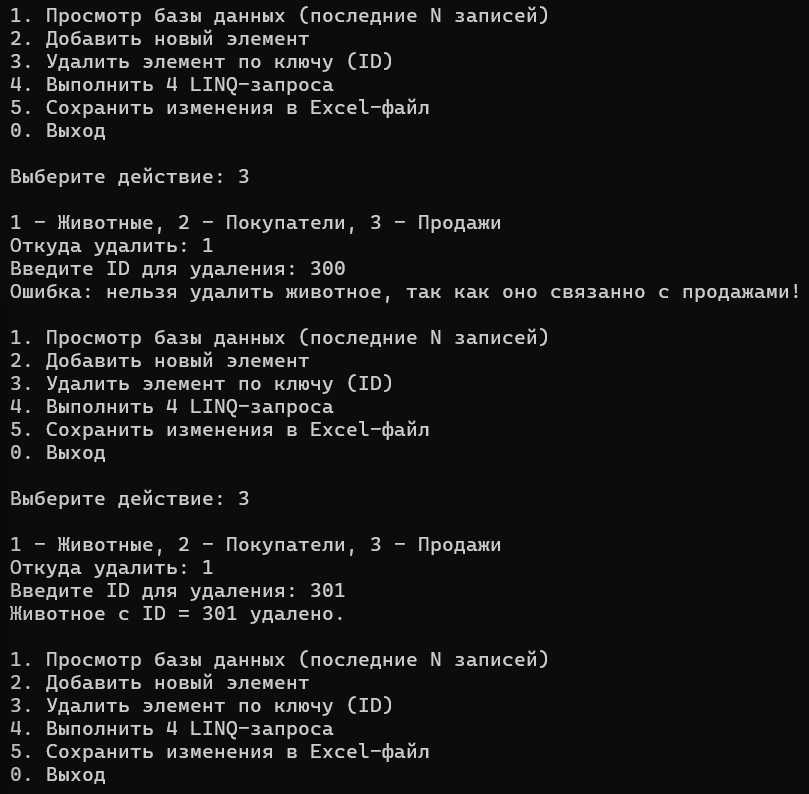 1. Просмотр базы данных (последние N записей)
2. Добавить новый элемент
3. Удалить элемент по ключу (ID)
4. Выполнить 4 LINQ-запроса
5. Сохранить изменения в Excel-файл
0. Выход
Выберите действие: 3
1 - Животные, 2 - Покупатели, 3 - Продажи
Откуда удалить: 1
Введите ID для удаления: 300
Ошибка: нельзя удалить животное, так как оно связанно с продажами!
1. Просмотр базы данных (последние N записей)
2. Добавить новый элемент
3. Удалить элемент по ключу (ID)
4. Выполнить 4 LINQ-запроса
5. Сохранить изменения в Excel-файл
0. Выход
Выберите действие: 3
1 - Животные, 2 - Покупатели, 3 - Продажи
Откуда удалить: 1
Введите ID для удаления: 301
Животное с ID = 301 удалено.
1. Просмотр базы данных (последние N записей)
2. Добавить новый элемент
3. Удалить элемент по ключу (ID)
4. Выполнить 4 LINQ-запроса
5. Сохранить изменения в Excel-файл
0. Выход